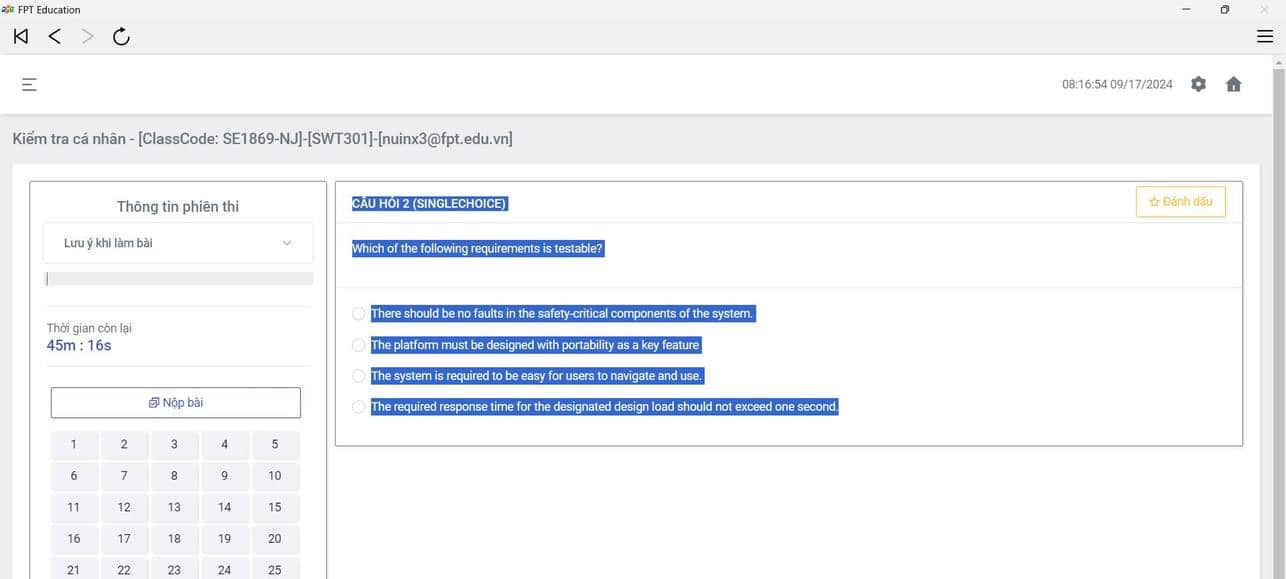 FPT Education
08:16:54 09/17/2024
Kiểm tra cá nhân - [ClassCode: SE1869-NJ]-[SWT301]-[nuinx3@fpt.edu.vn]
Thông tin phiên thi
Lưu ý khi làm bài
Thời gian còn lại
45m : 16s
Nộp bài
1 2 3 4 5
6 7 8 9 10
11 12 13 14 15
16 17 18 19 20
21 22 23 24 25
CÂU HỎI 2 (SINGLECHOICE)
Đánh dấu
Which of the following requirements is testable?
There should be no faults in the safety-critical components of the system.
The platform must be designed with portability as a key feature
The system is required to be easy for users to navigate and use.
The required response time for the designated design load should not exceed one second.